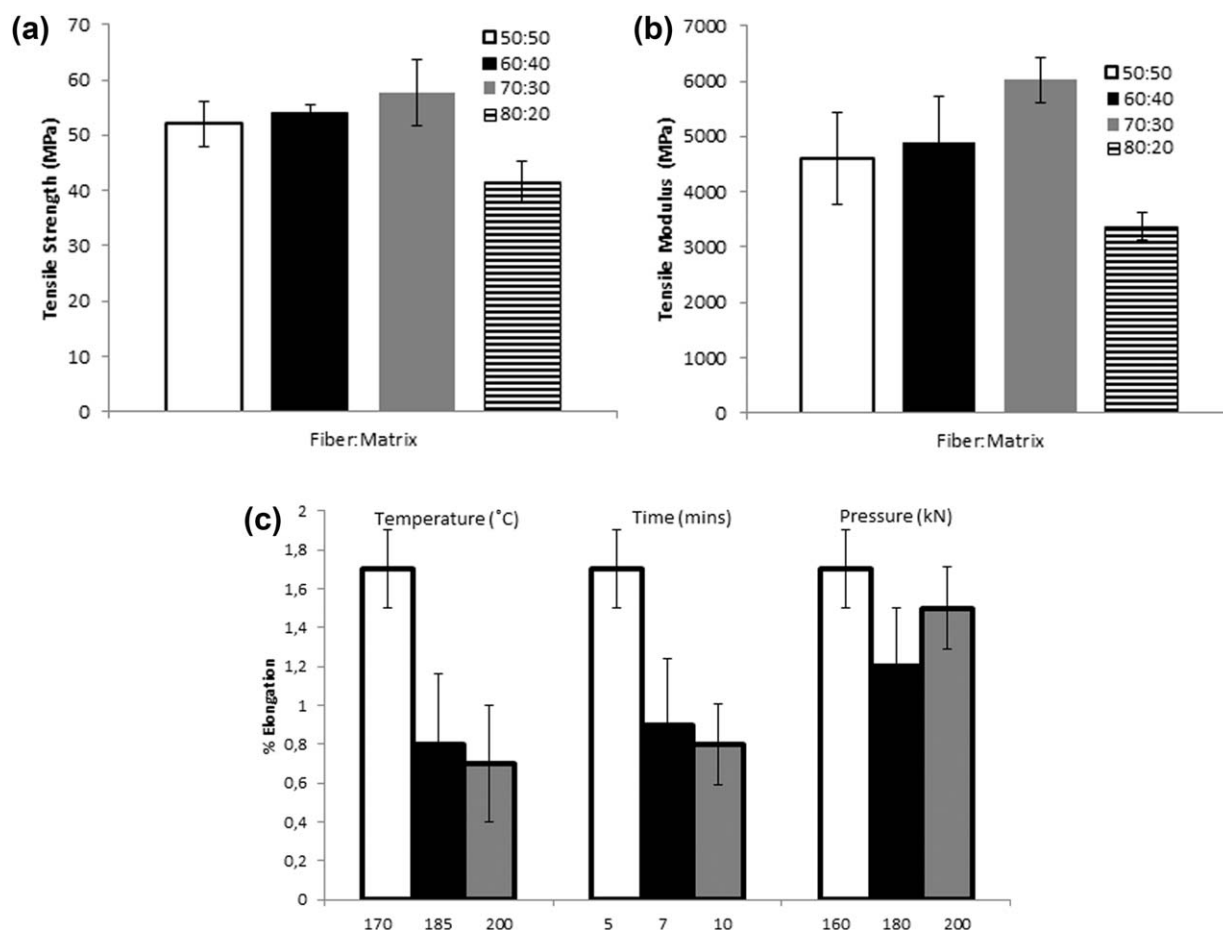 (a)
70
60
50
40
30
20
10
0
Tensile Strength (MPa)
50:50
60:40
70:30
80:20
Fiber:Matrix
(b)
7000
6000
5000
4000
3000
2000
1000
0
Tensile Modulus (MPa)
50:50
60:40
70:30
80:20
Fiber:Matrix
(c)
2
1,8
1,6
1,4
1,2
1
0,8
0,6
0,4
0,2
0
% Elongation
Temperature (˚C)
Time (mins)
Pressure (kN)
170 185 200
5 7 10
160 180 200